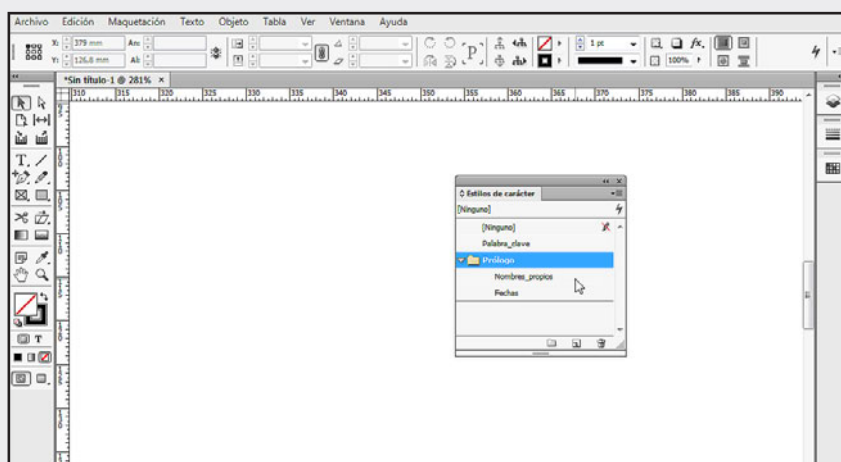 Archivo Edición Maquetación Texto Objeto Tabla Ver Ventana Ayuda
X: 379 mm An: 1 pt
Y: 126,8 mm Al: 100%
*Sin título-1 @ 281% ×
310 315 320 325 330 335 340 345 350 355 360 365 370 375 380 385 390
Estilos de carácter
[Ninguno]
[Ninguno]
Palabra_clave
Prólogo
Nombres_propios
Fechas